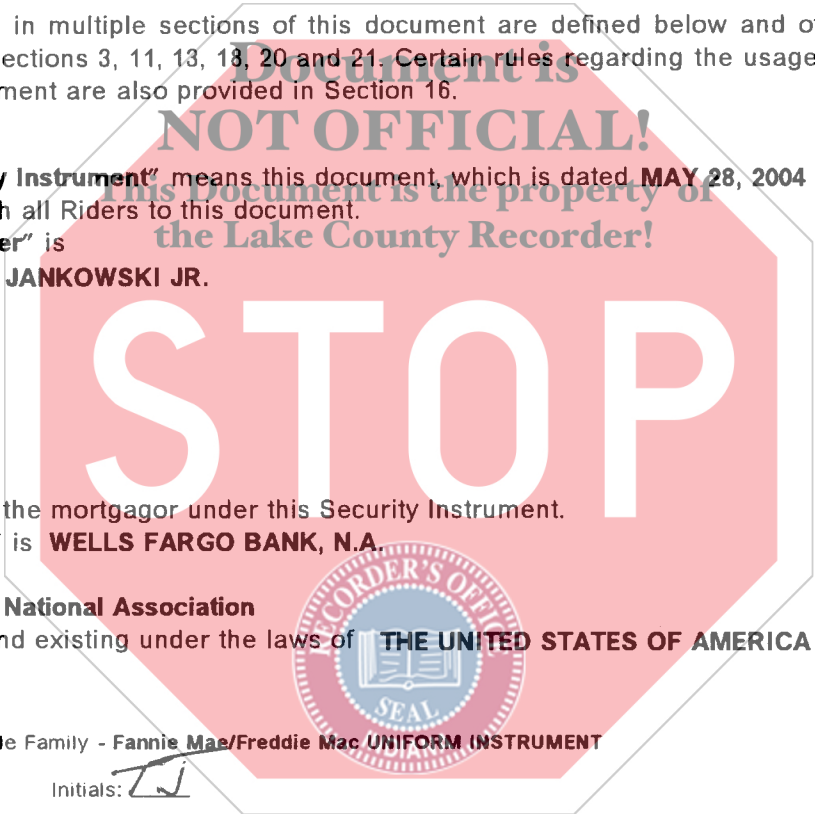 in multiple sections of this document are defined below and
ections 3, 11, 13, 18, 20 and 21. Certain rules regarding the usage
ment are also provided in Section 16.
Document is
NOT OFFICIAL!
This Document is the property of
the Lake County Recorder!
y Instrument" means this document, which is dated MAY 28, 2004
h all Riders to this document.
er" is
JANKOWSKI JR.
STOP
the mortgagor under this Security Instrument.
is WELLS FARGO BANK, N.A.
National Association
nd existing under the laws of THE UNITED STATES OF AMERICA
RECORDER'S OFFICE
SEAL
INDIANA
le Family - Fannie Mae/Freddie Mac UNIFORM INSTRUMENT
Initials: TJ